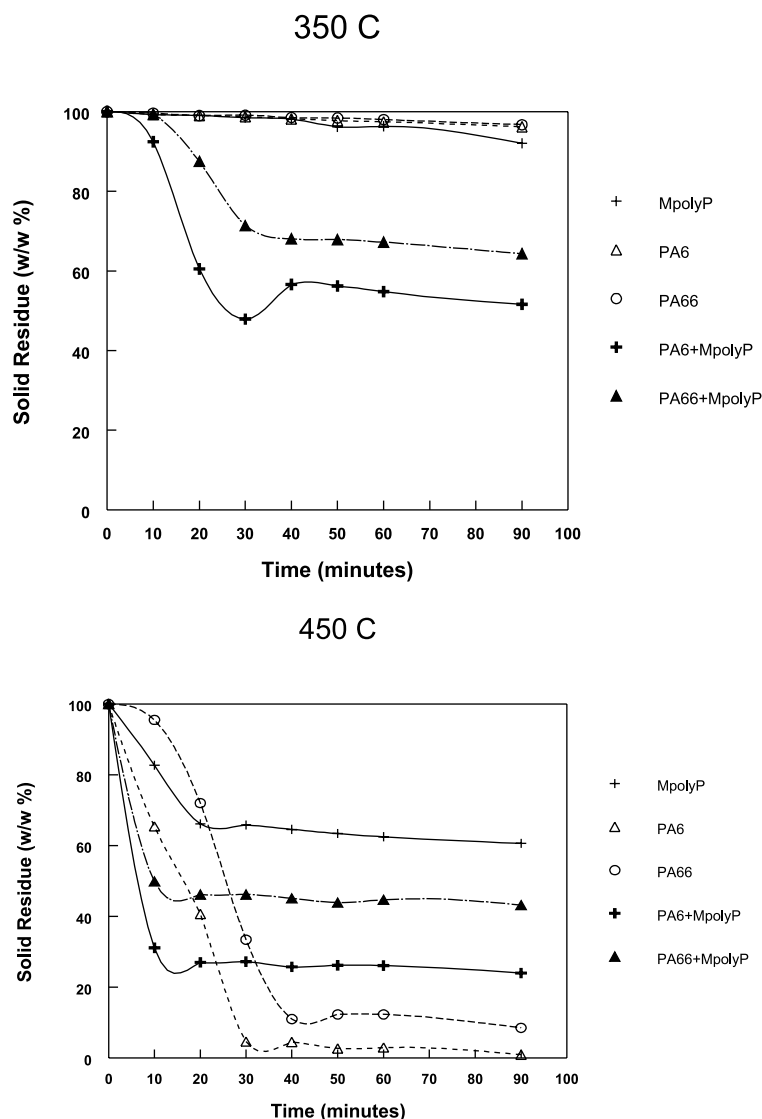 350 C
100
80
60
40
20
0
Solid Residue (w/w %)
0 10 20 30 40 50 60 70 80 90 100
Time (minutes)
MpolyP
PA6
PA66
PA6+MpolyP
PA66+MpolyP
450 C
100
80
60
40
20
0
Solid Residue (w/w %)
0 10 20 30 40 50 60 70 80 90 100
Time (minutes)
MpolyP
PA6
PA66
PA6+MpolyP
PA66+MpolyP